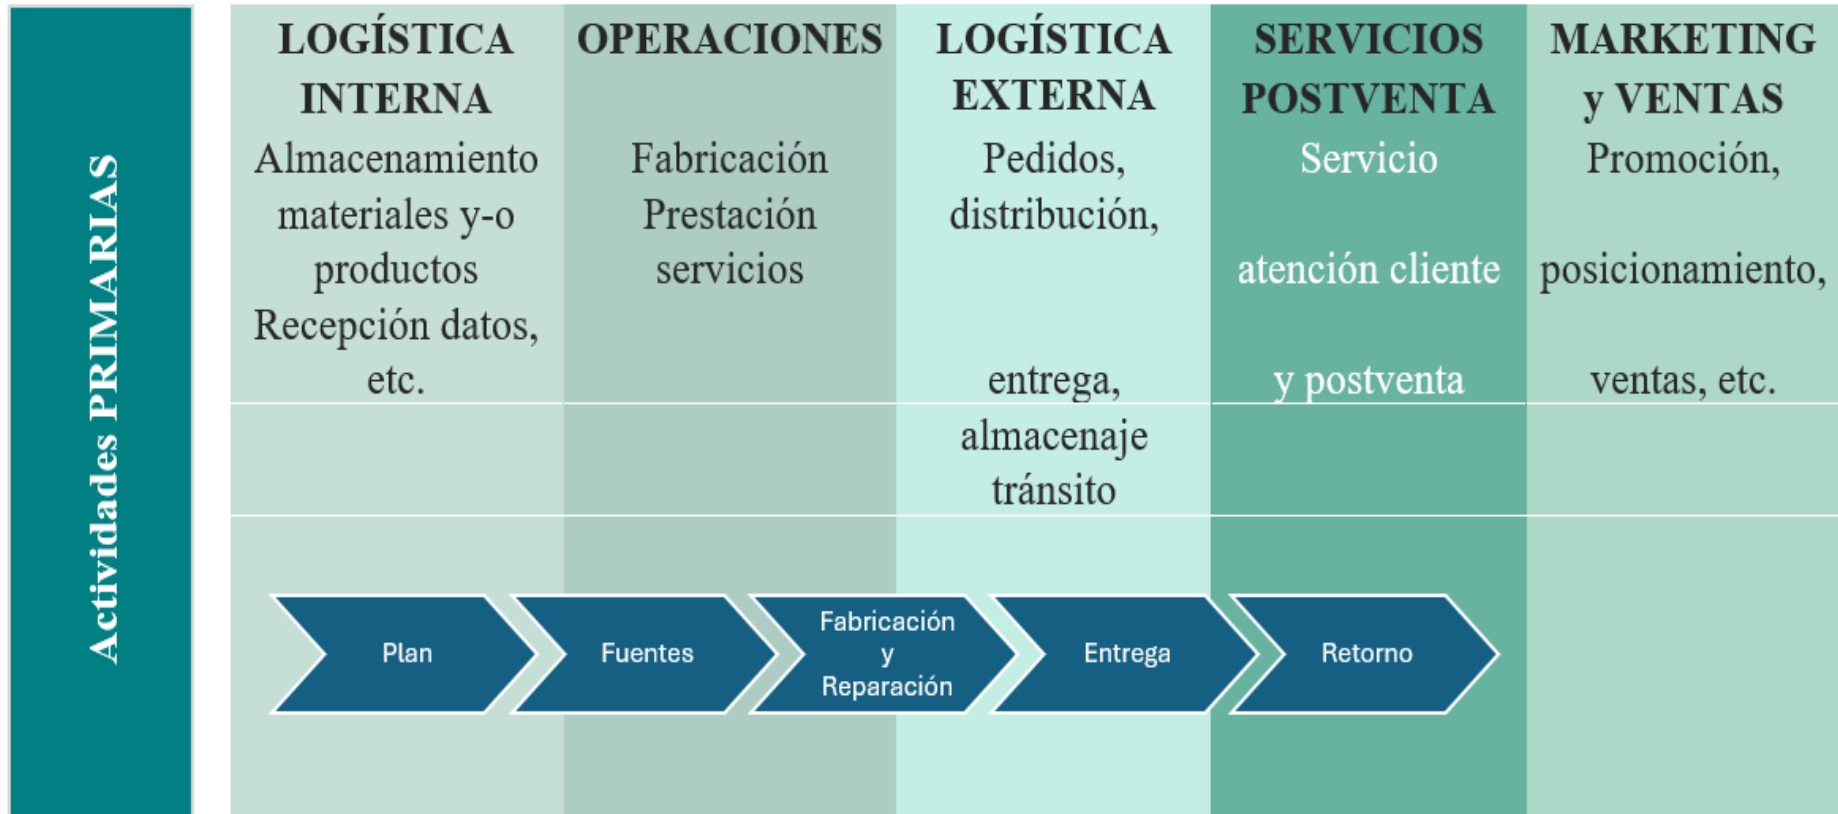 Actividades PRIMARIAS
LOGÍSTICA
INTERNA
Almacenamiento
materiales y-o
productos
Recepción datos,
etc.
OPERACIONES
Fabricación
Prestación
servicios
LOGÍSTICA
EXTERNA
Pedidos,
distribución,
entrega,
almacenaje
tránsito
SERVICIOS
POSTVENTA
Servicio
atención cliente
y postventa
MARKETING
y VENTAS
Promoción,
posicionamiento,
ventas, etc.
Plan
Fuentes
Fabricación
y
Reparación
Entrega
Retorno